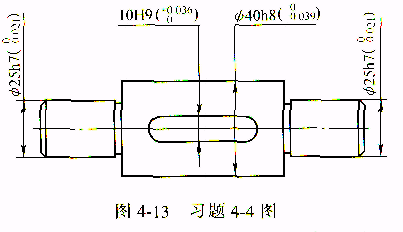 10H9(+0.036 0)
ϕ40h8(0 -0.039)
ϕ25h7(0 -0.021)
ϕ25h7(0 -0.021)
图 4-13 习题 4-4 图